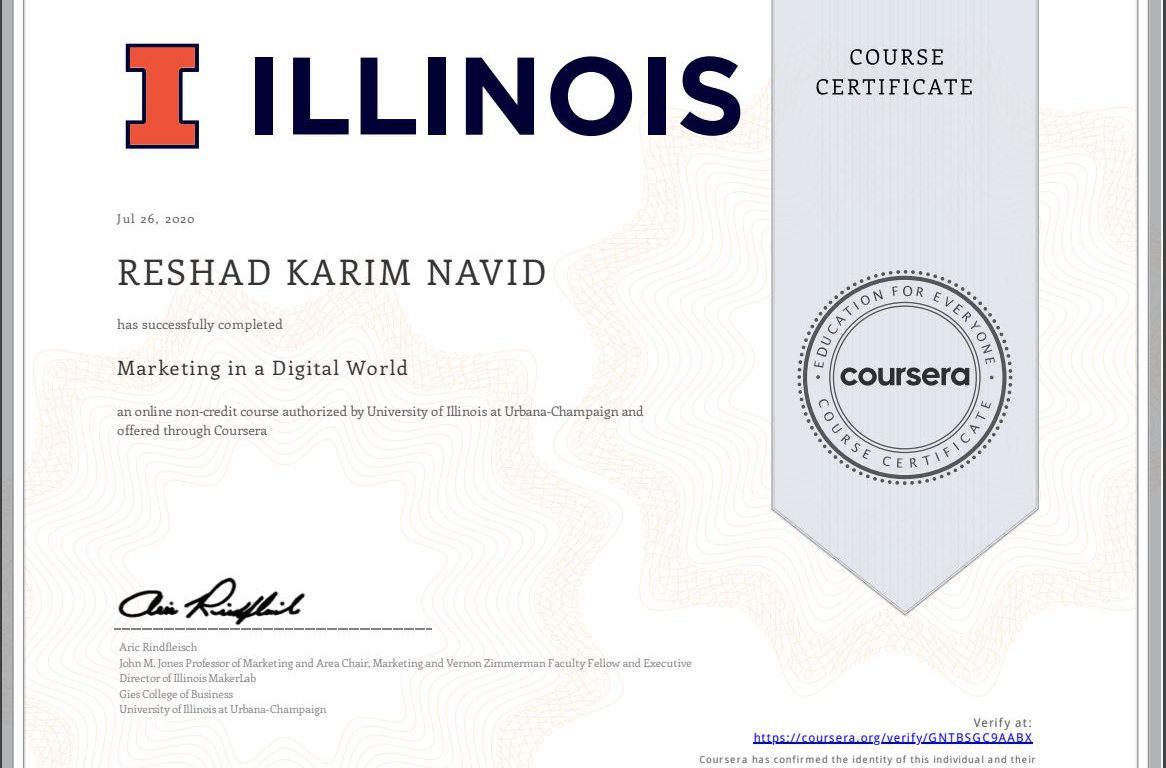 I ILLINOIS
COURSE
CERTIFICATE
Jul 26, 2020
RESHAD KARIM NAVID
has successfully completed
Marketing in a Digital World
an online non-credit course authorized by University of Illinois at Urbana-Champaign and
offered through Coursera
EDUCATION FOR EVERYONE
coursera
COURSE CERTIFICATE
Aric Rindfleisch
Aric Rindfleisch
John M. Jones Professor of Marketing and Area Chair, Marketing and Vernon Zimmerman Faculty Fellow and Executive
Director of Illinois MakerLab
Gies College of Business
University of Illinois at Urbana-Champaign
Verify at:
https://coursera.org/verify/GNTBSGC9AABX
Coursera has confirmed the identity of this individual and their